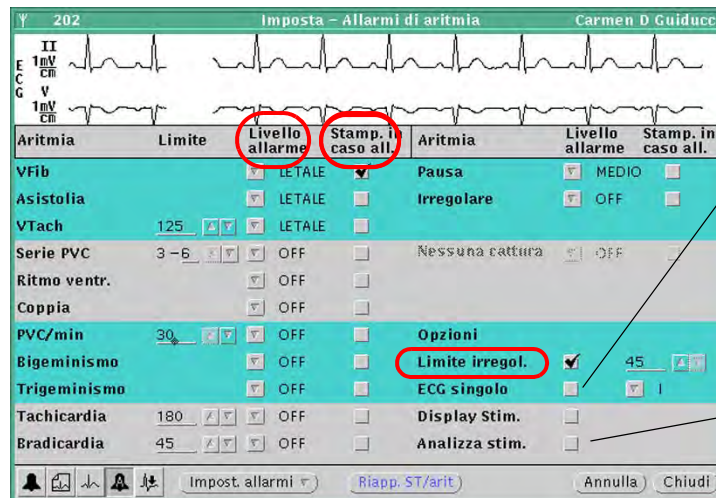 202 Imposta – Allarmi di aritmia Carmen D Guiducc
II
E 1mV
C cm
G V
1mV
cm
Aritmia Limite Livello allarme Stamp. in caso all. Aritmia Livello allarme Stamp. in caso all.
VFib LETALE Pausa MEDIO
Asistolia LETALE Irregolare OFF
VTach 125 LETALE
Serie PVC 3 –6 OFF Nessuna cattura OFF
Ritmo ventr. OFF
Coppia OFF
PVC/min 30 OFF Opzioni
Bigeminismo OFF Limite irregol. 45
Trigeminismo OFF ECG singolo I
Tachicardia 180 OFF Display Stim.
Bradicardia 45 OFF Analizza stim.
Impost. allarmi Riapp. ST/arit Annulla Chiudi